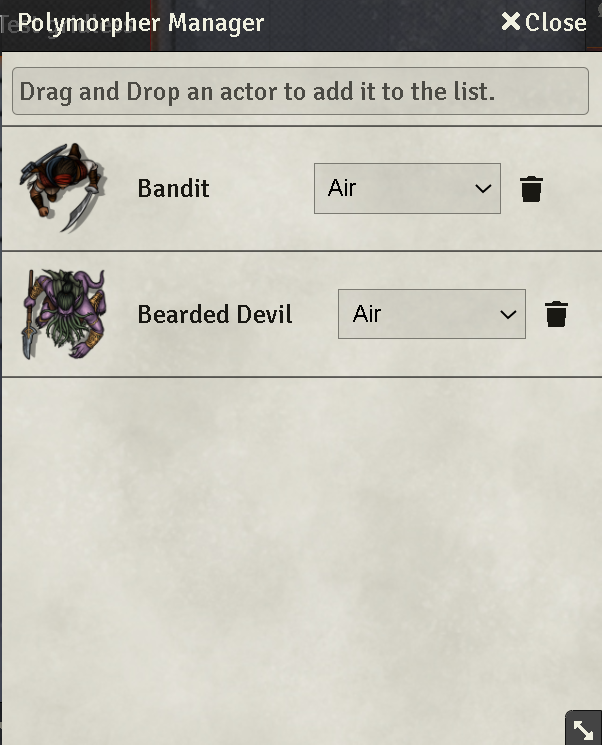 Polymorpher Manager
Close
Drag and Drop an actor to add it to the list.
Bandit
Air
Bearded Devil
Air